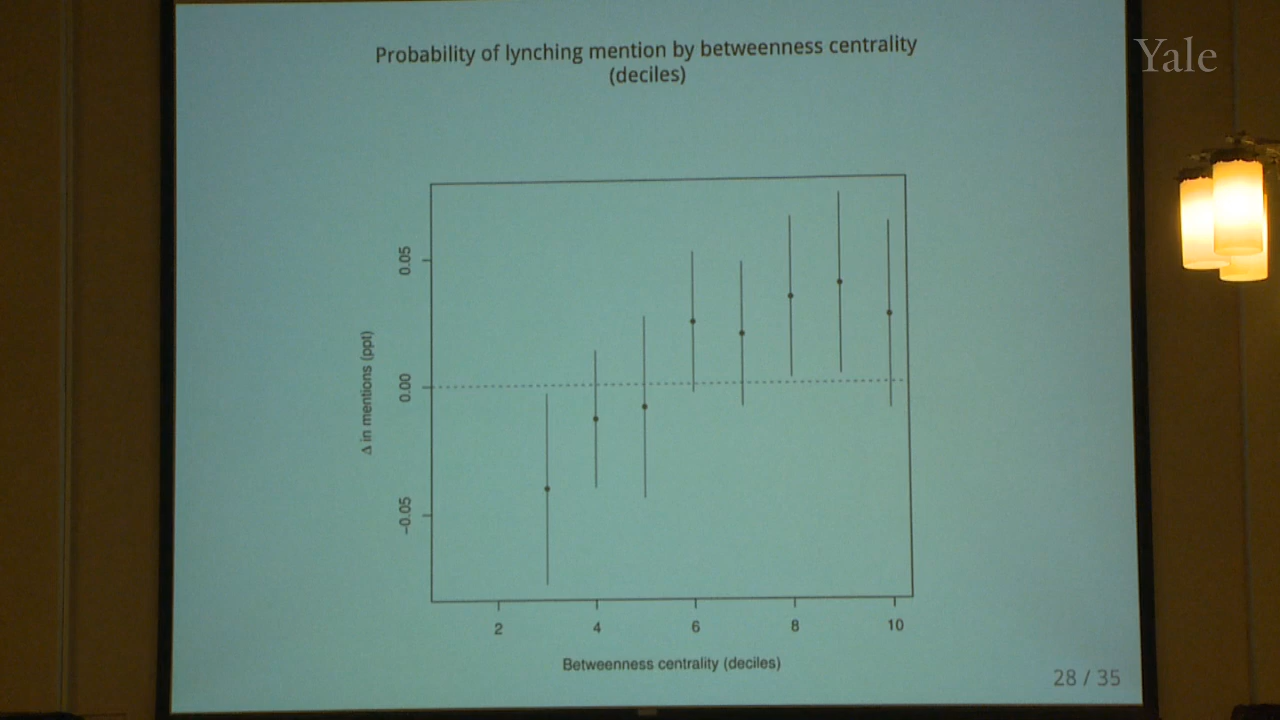 Probability of lynching mention by betweenness centrality
(deciles)
Yale
Δ in mentions (ppt)
0.05
0.00
−0.05
2
4
6
8
10
Betweenness centrality (deciles)
28 / 35